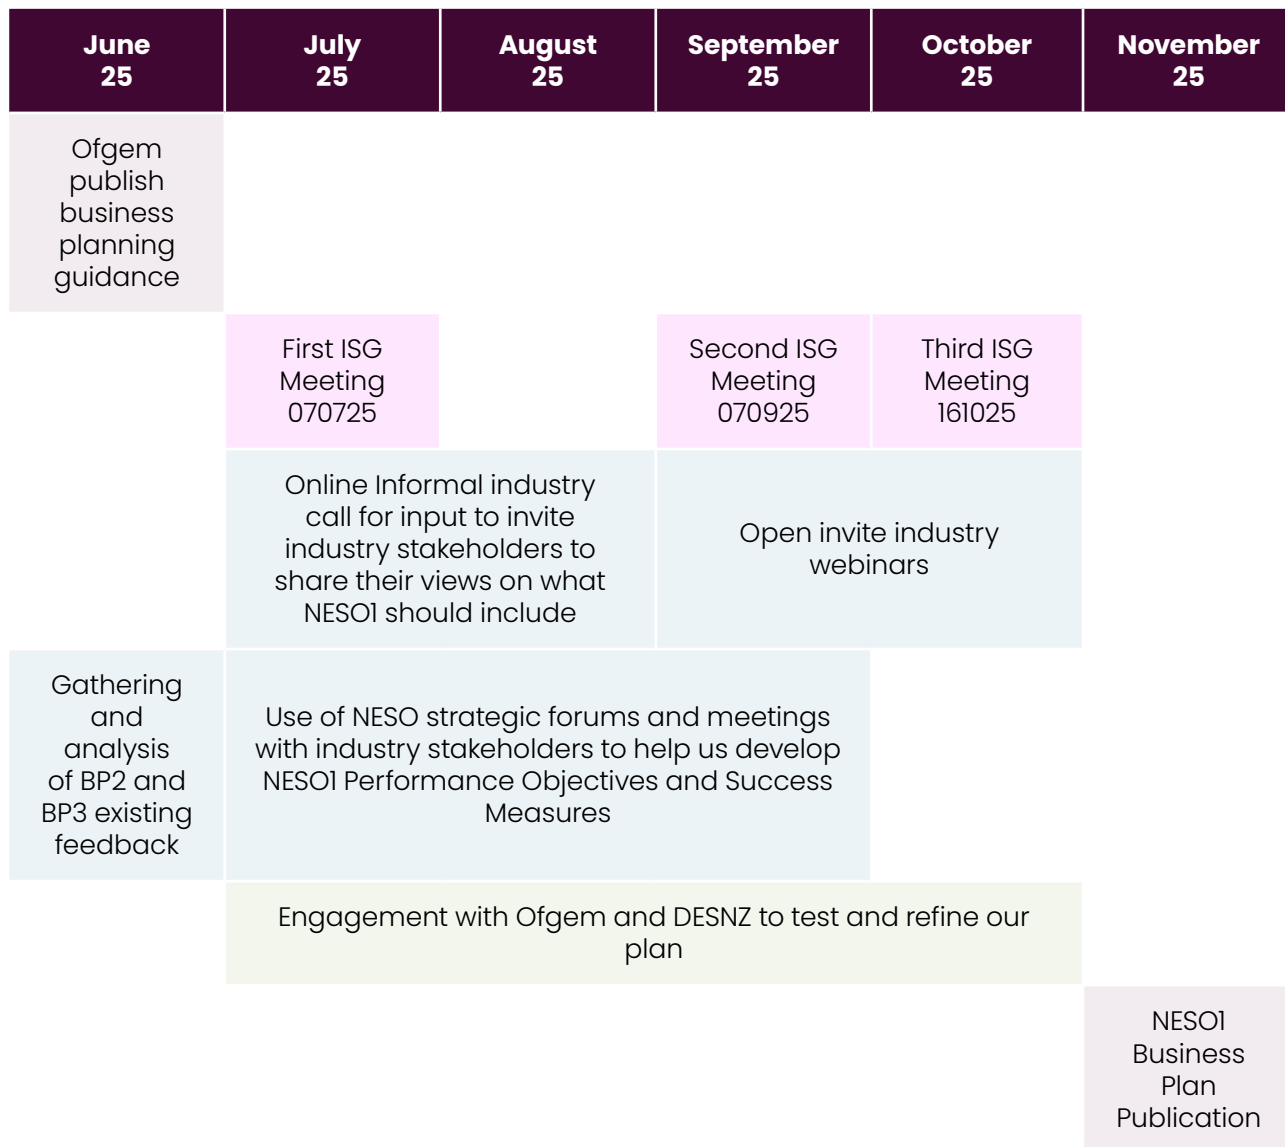 June
25
July
25
August
25
September
25
October
25
November
25
Ofgem
publish
business
planning
guidance
First ISG
Meeting
070725
Second ISG
Meeting
070925
Third ISG
Meeting
161025
Online Informal industry
call for input to invite
industry stakeholders to
share their views on what
NESO1 should include
Open invite industry
webinars
Gathering
and
analysis
of BP2 and
BP3 existing
feedback
Use of NESO strategic forums and meetings
with industry stakeholders to help us develop
NESO1 Performance Objectives and Success
Measures
Engagement with Ofgem and DESNZ to test and refine our
plan
NESO1
Business
Plan
Publication